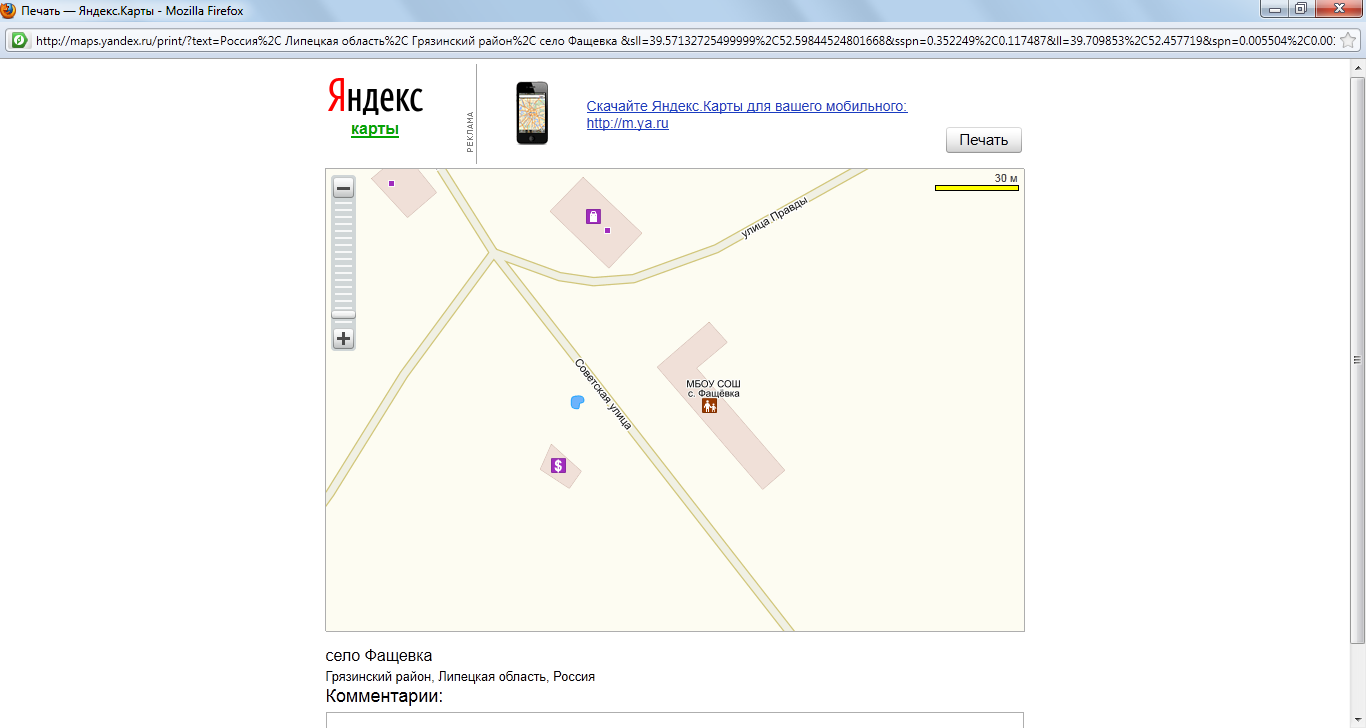 Печать — Яндекс.Карты - Mozilla Firefox
http://maps.yandex.ru/print/?text=Россия%2C Липецкая область%2C Грязинский район%2C село Фащевка &sll=39.57132725499999%2C52.59844524801668&sspn=0.352249%2C0.117487&ll=39.709853%2C52.457719&spn=0.005504%2C0.00
Яндекс
карты
РЕКЛАМА
Скачайте Яндекс.Карты для вашего мобильного:
http://m.ya.ru
Печать
30 м
улица Правды
Советская улица
МБОУ СОШ
с. Фащёвка
$
село Фащевка
Грязинский район, Липецкая область, Россия
Комментарии: